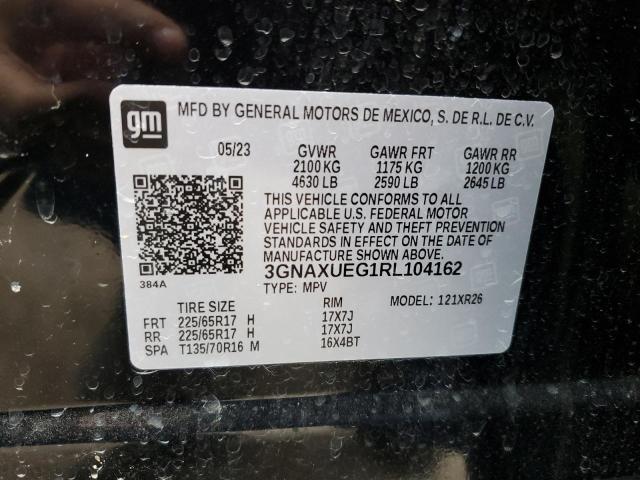 gm
MFD BY GENERAL MOTORS DE MEXICO, S. DE R.L. DE C.V.
05/23 GVWR GAWR FRT GAWR RR
2100 KG 1175 KG 1200 KG
4630 LB 2590 LB 2645 LB
THIS VEHICLE CONFORMS TO ALL
APPLICABLE U.S. FEDERAL MOTOR
VEHICLE SAFETY AND THEFT PREVENTION
STANDARDS IN EFFECT ON THE DATE OF
MANUFACTURE SHOWN ABOVE.
3GNAXUEG1RL104162
384A
TYPE: MPV
MODEL: 121XR26
TIRE SIZE RIM
FRT 225/65R17 H 17X7J
RR 225/65R17 H 17X7J
SPA T135/70R16 M 16X4BT